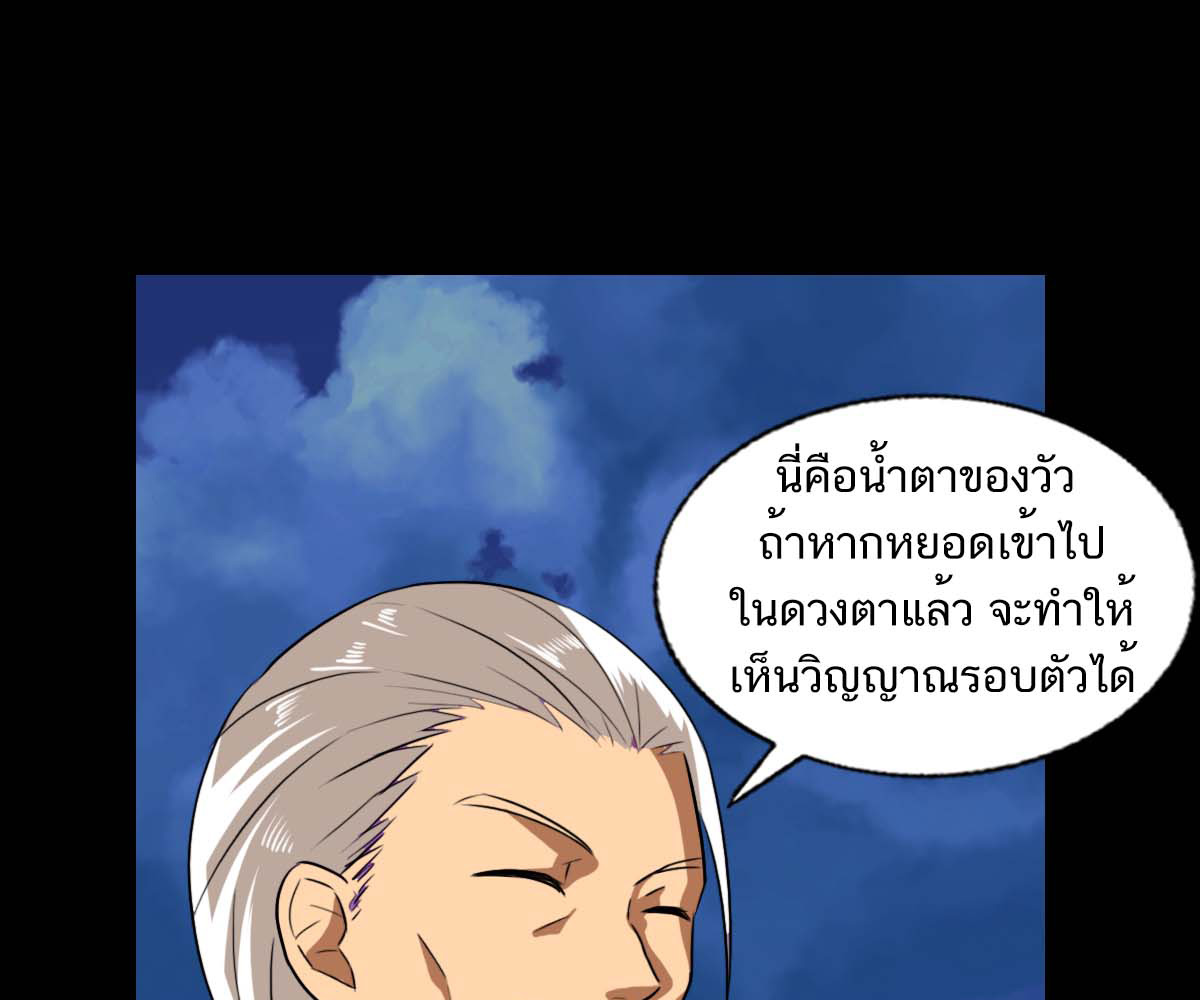 นี่คือน้ำตาของวัว
ถ้าหากหยอดเข้าไป
ในดวงตาแล้ว จะทำให้
เห็นวิญญาณรอบตัวได้